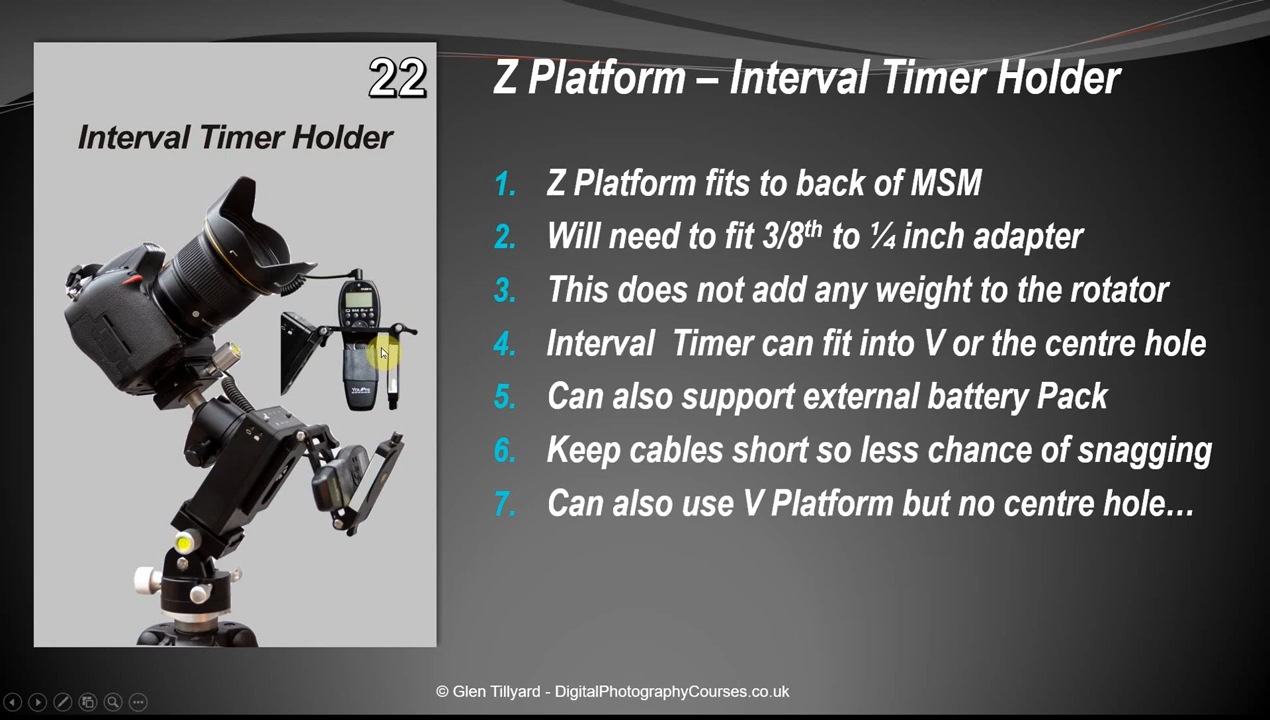 22
Interval Timer Holder
YouPro
Z Platform – Interval Timer Holder
1. Z Platform fits to back of MSM
2. Will need to fit 3/8th to ¼ inch adapter
3. This does not add any weight to the rotator
4. Interval  Timer can fit into V or the centre hole
5. Can also support external battery Pack
6. Keep cables short so less chance of snagging
7. Can also use V Platform but no centre hole…
© Glen Tillyard - DigitalPhotographyCourses.co.uk